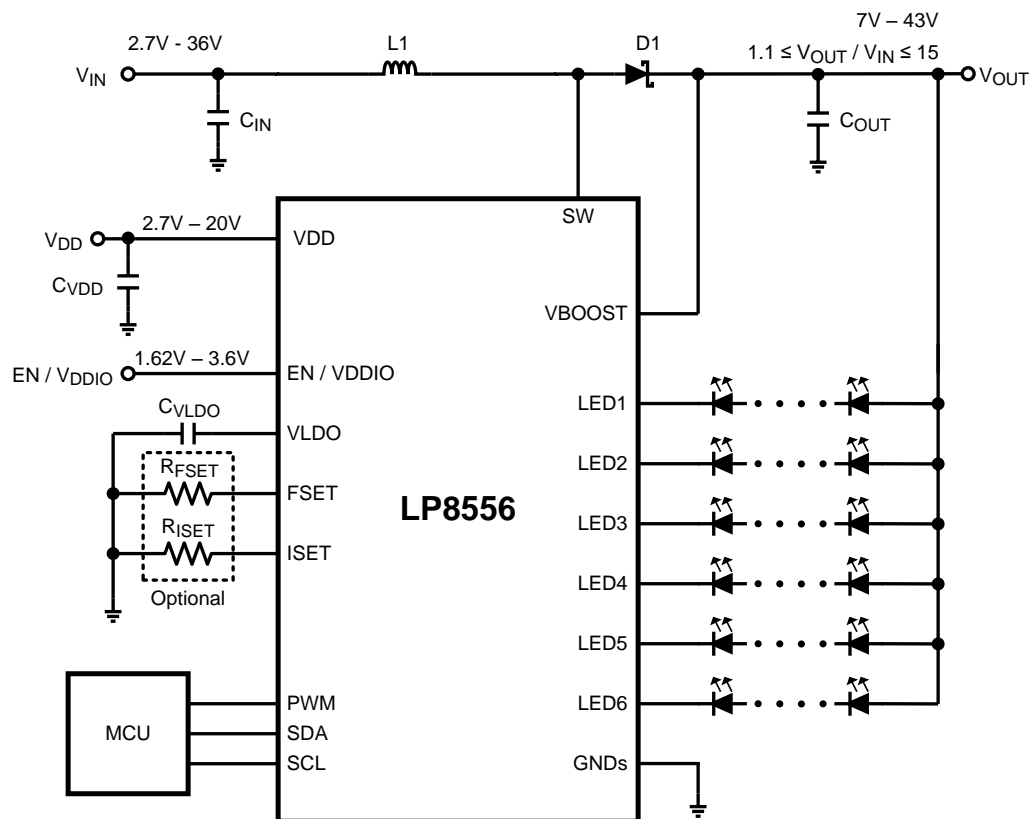 7V – 43V
2.7V - 36V
L1
D1
1.1 ≤ VOUT / VIN ≤ 15
VIN
VOUT
CIN
COUT
SW
2.7V – 20V
VDD
VDD
CVDD
VBOOST
1.62V – 3.6V
EN / VDDIO
EN / VDDIO
CVLDO
VLDO
LED1
RFSET
FSET
LED2
LP8556
LED3
RISET
ISET
Optional
LED4
LED5
MCU
PWM
LED6
SDA
SCL
GNDs